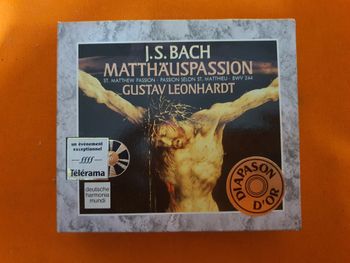 J.S. BACH
MATTHÄUSPASSION
ST. MATTHEW PASSION · PASSION SELON ST. MATTHIEU · BWV 244
GUSTAV LEONHARDT
un événement
exceptionnel
ffff
Télérama
deutsche
harmonia
mundi
DIAPASON
D'OR